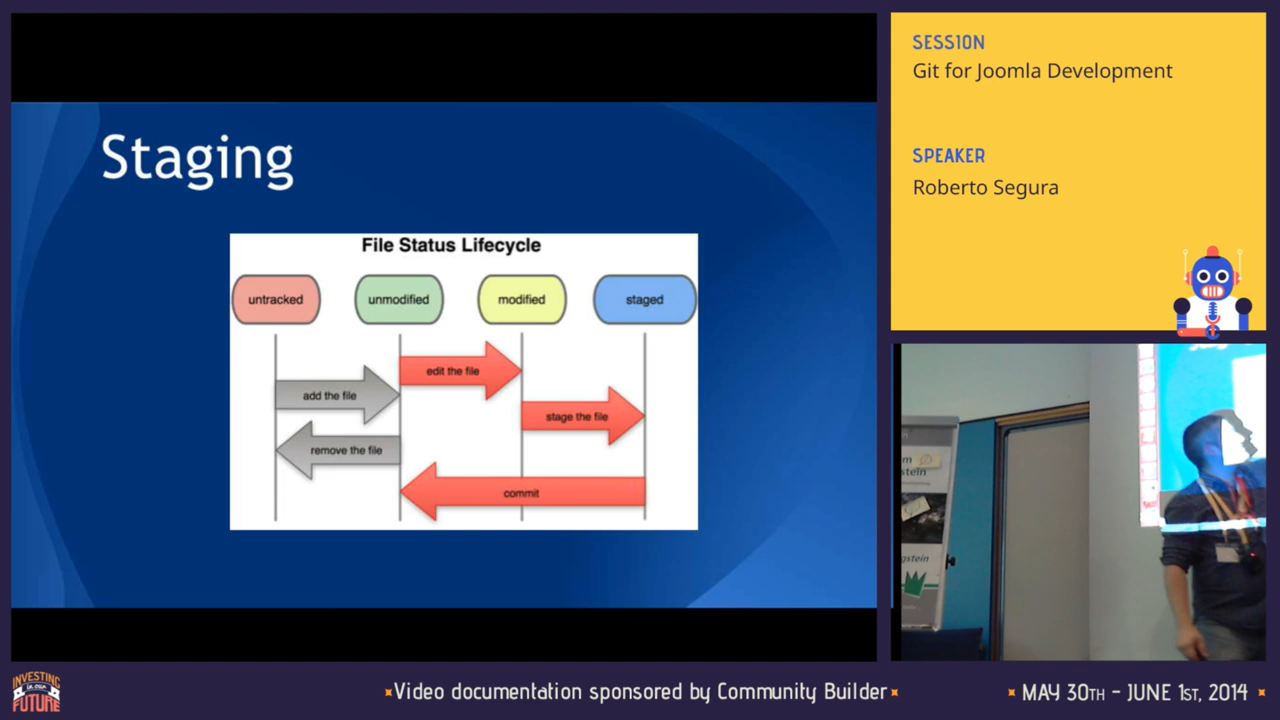 Staging
File Status Lifecycle
untracked
unmodified
modified
staged
edit the file
add the file
stage the file
remove the file
commit
SESSION
Git for Joomla Development
SPEAKER
Roberto Segura
stein
gstein
INVESTING
IN OUR
FUTURE
Video documentation sponsored by Community Builder
MAY 30TH - JUNE 1ST, 2014